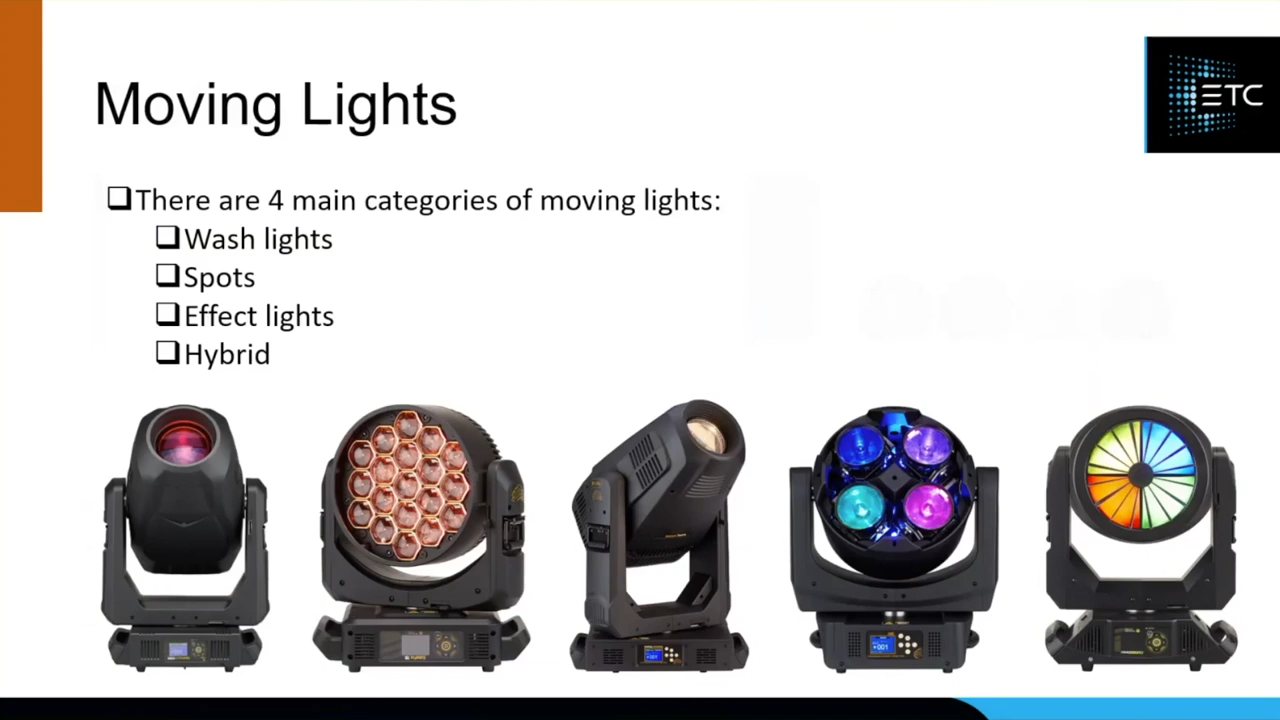 Moving Lights
ETC
❑There are 4 main categories of moving lights:
❑Wash lights
❑Spots
❑Effect lights
❑Hybrid